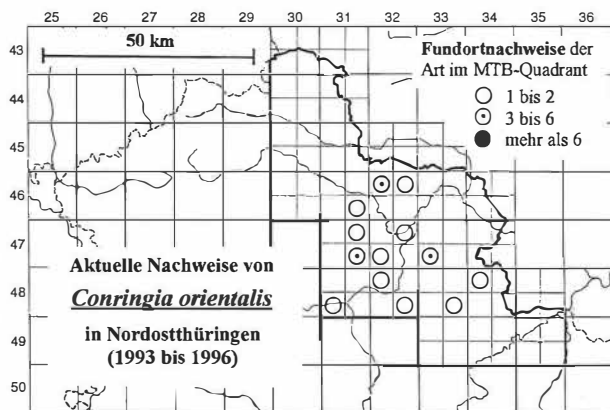 25 26 27 28 29 30 31 32 33 34 35 36
43
44
45
46
47
48
49
50
50 km
Fundortnachweise der
Art im MTB-Quadrant
1 bis 2
3 bis 6
mehr als 6
Aktuelle Nachweise von
Conringia orientalis
in Nordostthüringen
(1993 bis 1996)